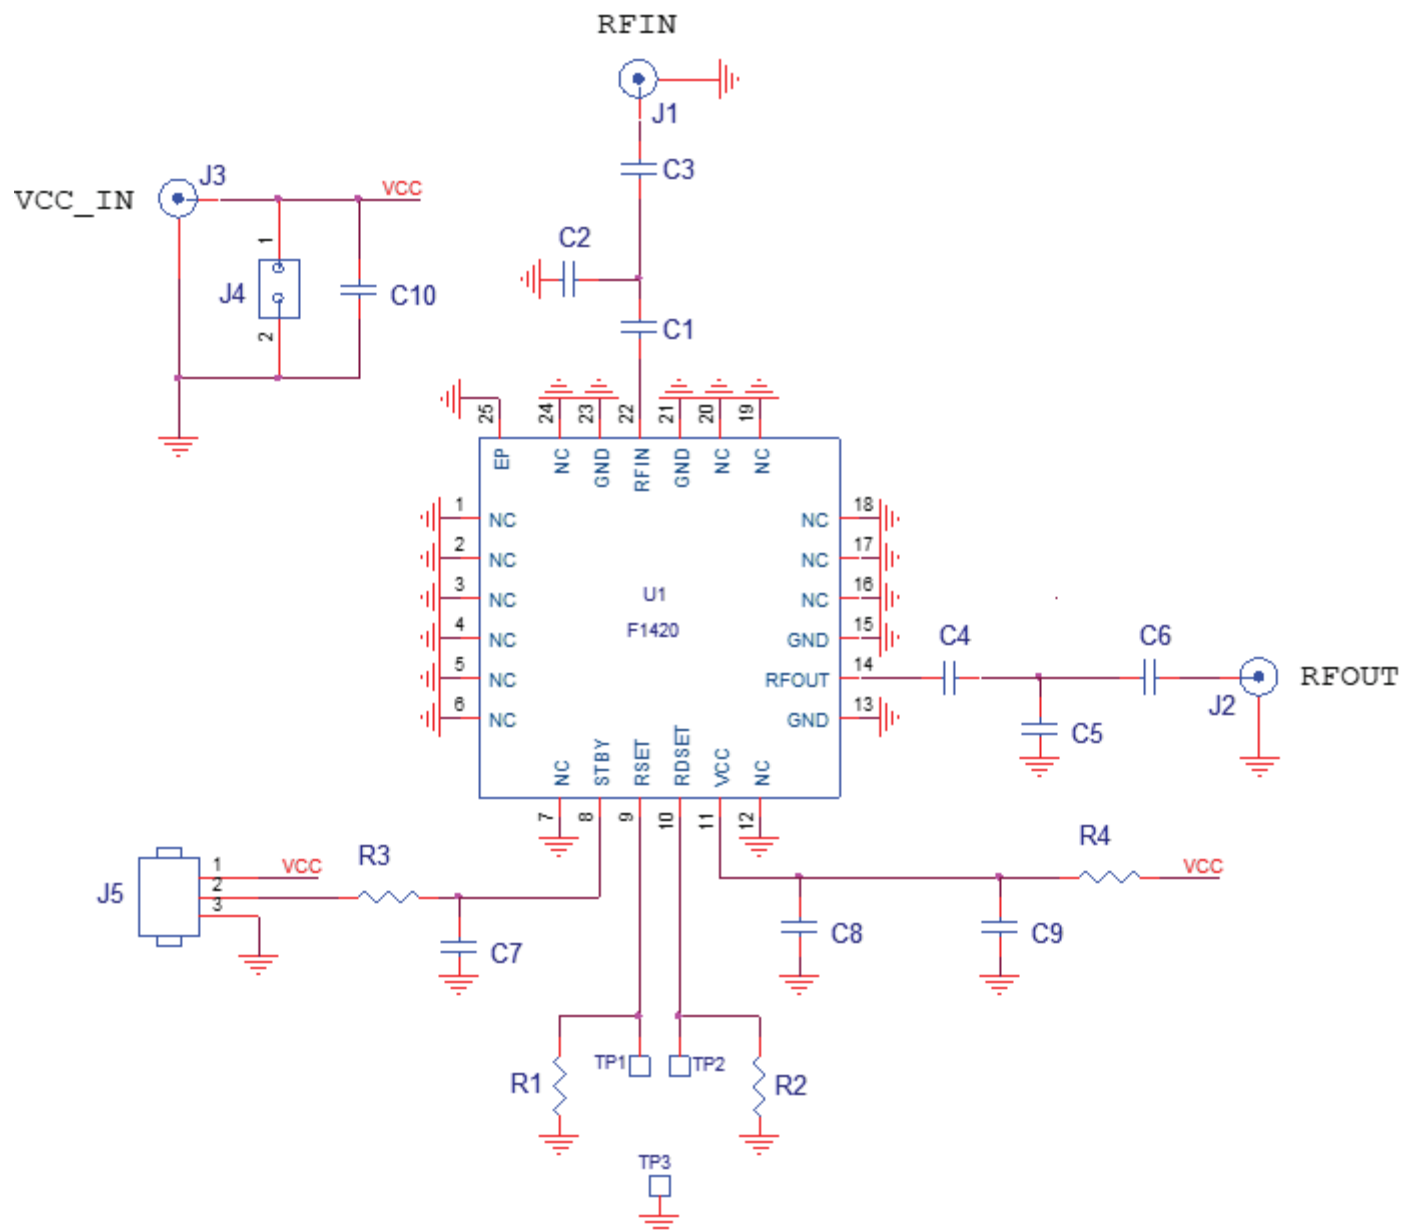 RFIN
J1
C3
J3
VCC
VCC_IN
C2
1
J4
C10
2
C1
25
24
23
22
21
20
19
EP
NC
GND
RFIN
GND
NC
NC
1
NC
NC
18
2
NC
NC
17
3
NC
NC
16
U1
F1420
4
NC
GND
15
5
NC
RFOUT
14
6
NC
GND
13
C4
C6
RFOUT
J2
C5
NC
STBY
RSET
RDSET
VCC
NC
7
8
9
10
11
12
J5
1
VCC
2
3
R3
C7
R4
VCC
C8
C9
TP1
TP2
R1
R2
TP3